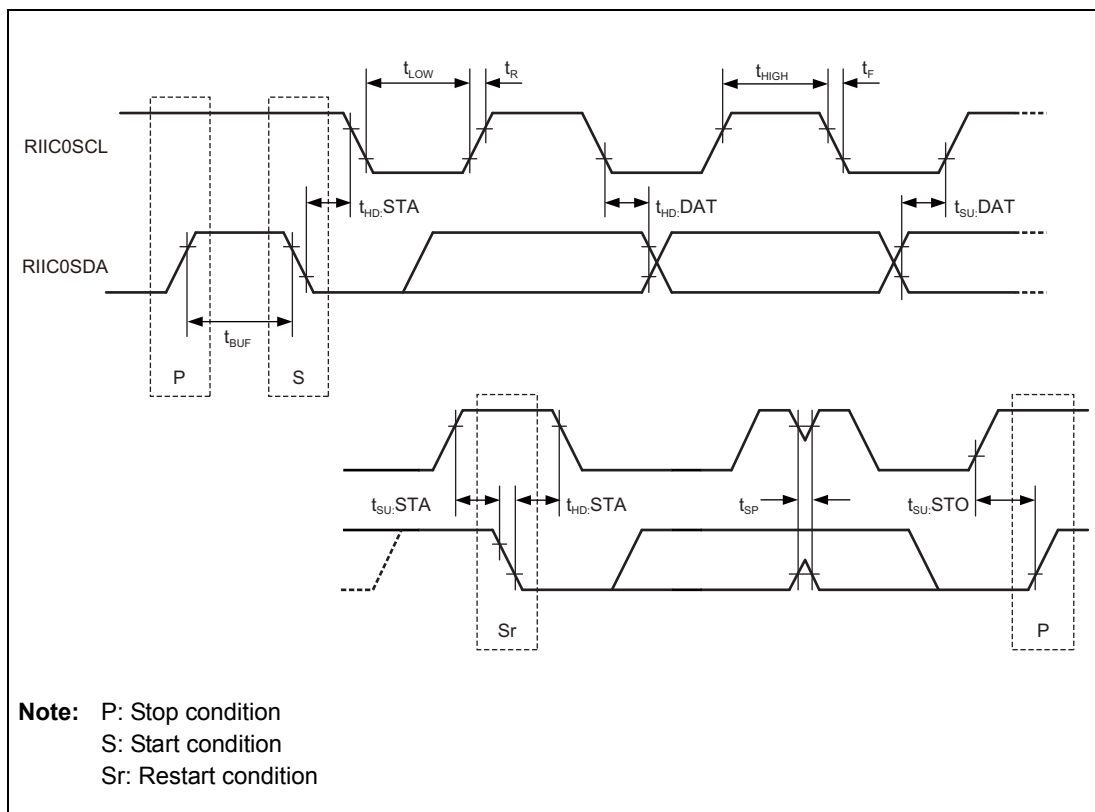 tLOW
tR
tHIGH
tF
RIIC0SCL
tHD:STA
tHD:DAT
tSU:DAT
RIIC0SDA
tBUF
P
S
tSU:STA
tHD:STA
tSP
tSU:STO
Sr
P
Note: P: Stop condition
S: Start condition
Sr: Restart condition